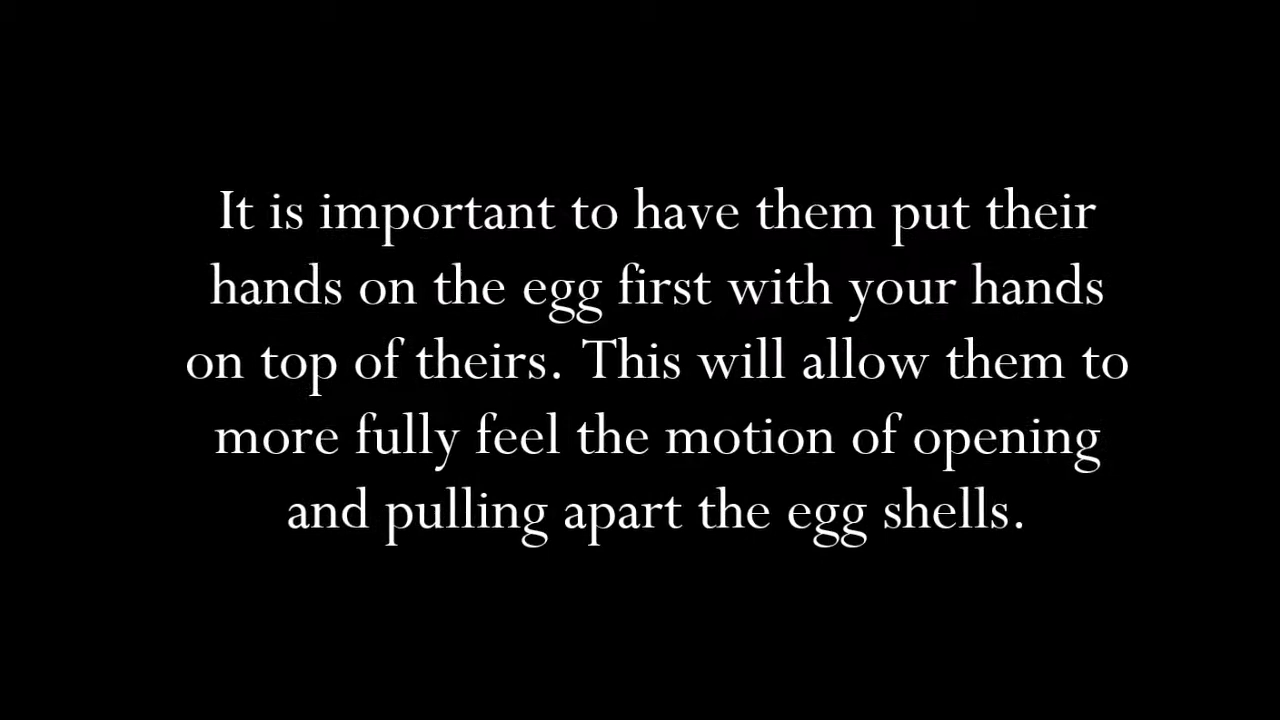 It is important to have them put their
hands on the egg first with your hands
on top of theirs. This will allow them to
more fully feel the motion of opening
and pulling apart the egg shells.